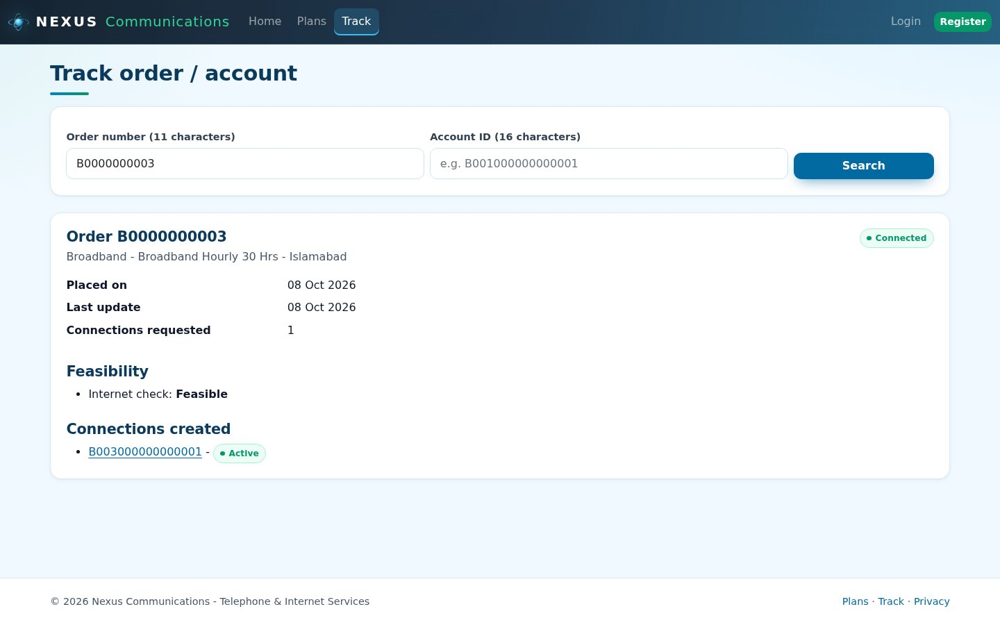 NEXUS Communications Home Plans Track Login Register
Track order / account
Order number (11 characters) Account ID (16 characters)
B0000000003 e.g. B001000000000001 Search
Order B0000000003 Connected
Broadband - Broadband Hourly 30 Hrs - Islamabad
Placed on 08 Oct 2026
Last update 08 Oct 2026
Connections requested 1
Feasibility
• Internet check: Feasible
Connections created
• B003000000000001 - Active
© 2026 Nexus Communications - Telephone & Internet Services Plans · Track · Privacy